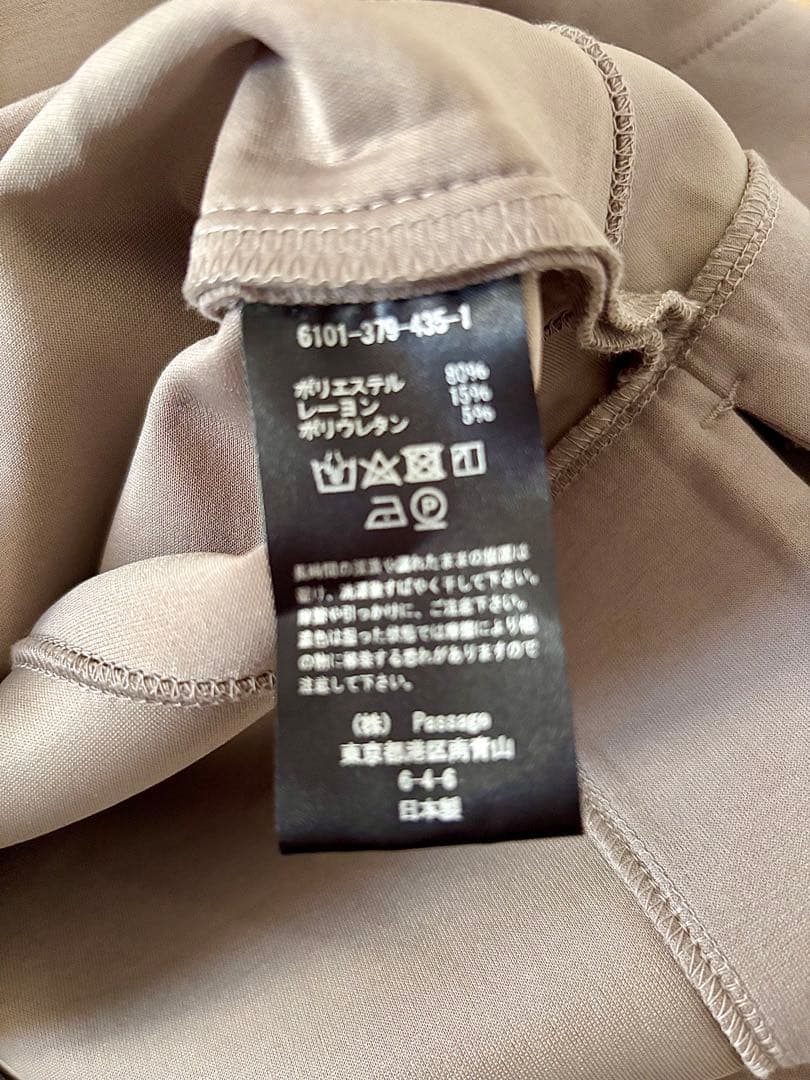 6101-379-435-1
ポリエステル 80%
レーヨン 15%
ポリウレタン 5%
長時間の浸漬や濡れたままの放置は
避け、洗濯後すばやく干して下さい。
摩擦や引っかけに、ご注意下さい。
濃色は湿った状態では摩擦により他
の物に移染する恐れがありますので
注意して下さい。
(株) Passage
東京都港区南青山
6-4-6
日本製